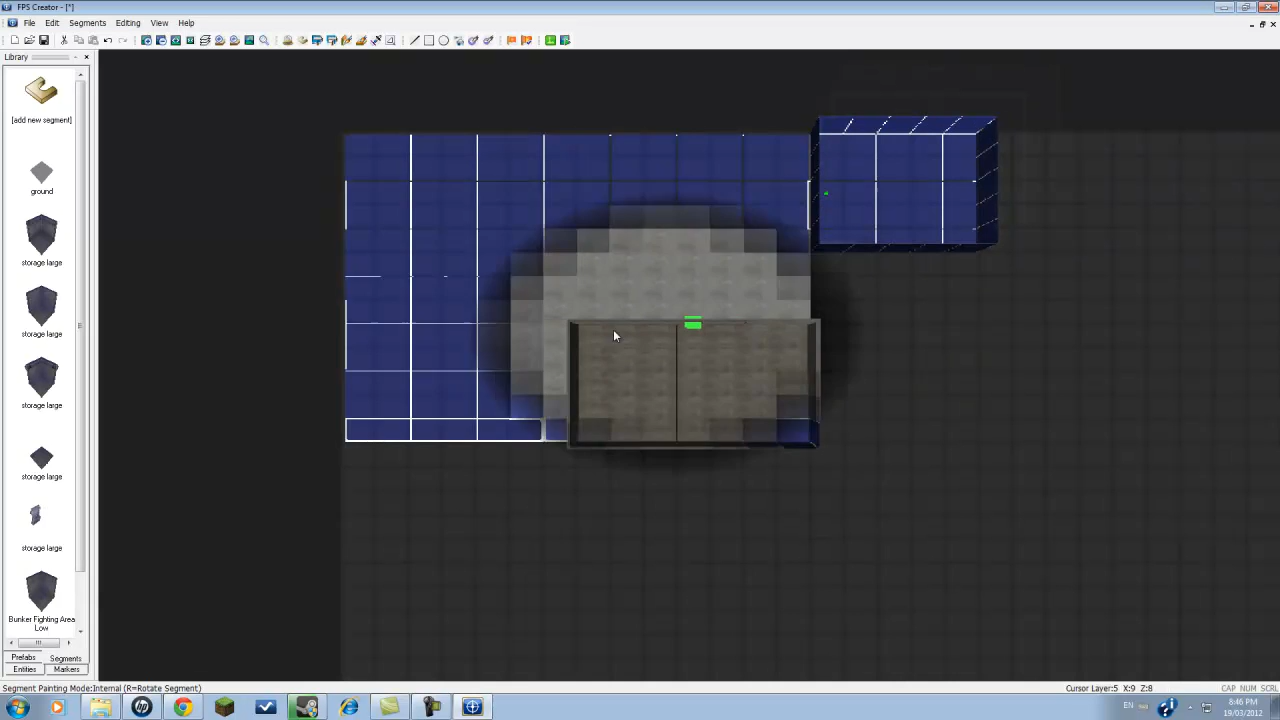 FPS Creator - [*]
File Edit Segments Editing View Help
Library
[add new segment]
ground
storage large
storage large
storage large
storage large
storage large
Bunker Fighting Area
Low
Prefabs Segments
Entities Markers
Segment Painting Mode:Internal (R=Rotate Segment)
Cursor Layer:5 X:9 Z:8
CAP NUM SCRL
EN
8:46 PM
19/03/2012